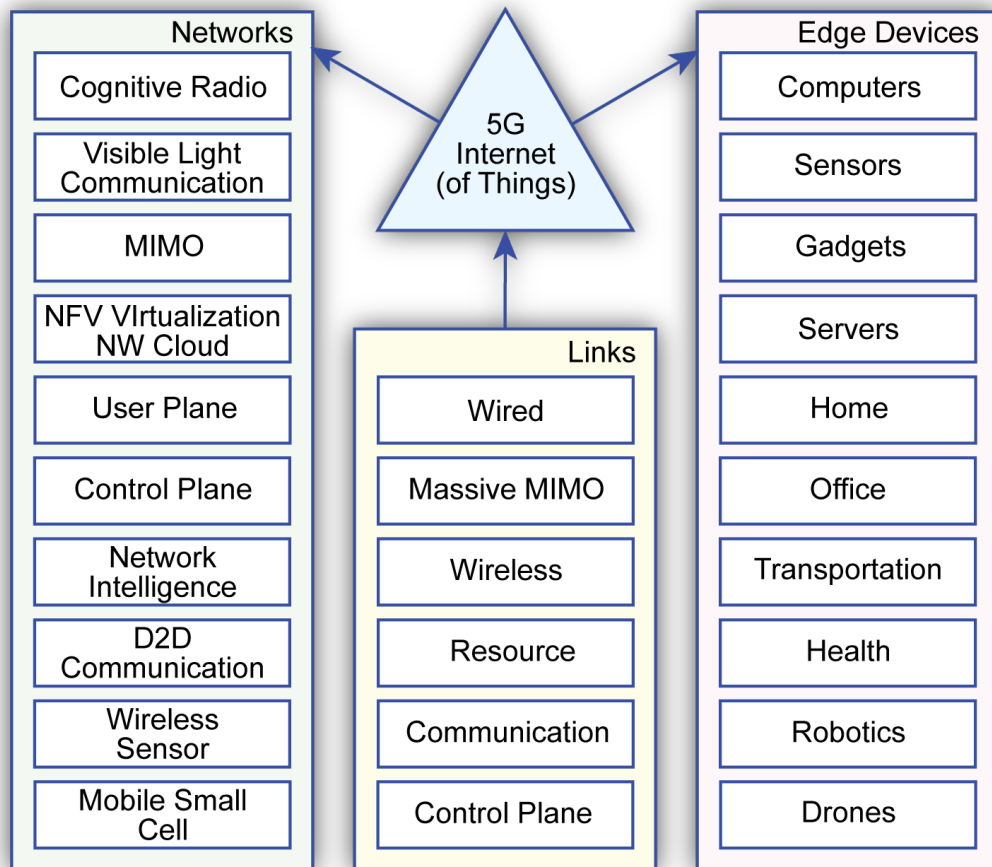 Networks
Cognitive Radio
Visible Light
Communication
MIMO
NFV VIrtualization
NW Cloud
User Plane
Control Plane
Network
Intelligence
D2D
Communication
Wireless
Sensor
Mobile Small
Cell
5G
Internet
(of Things)
Links
Wired
Massive MIMO
Wireless
Resource
Communication
Control Plane
Edge Devices
Computers
Sensors
Gadgets
Servers
Home
Office
Transportation
Health
Robotics
Drones